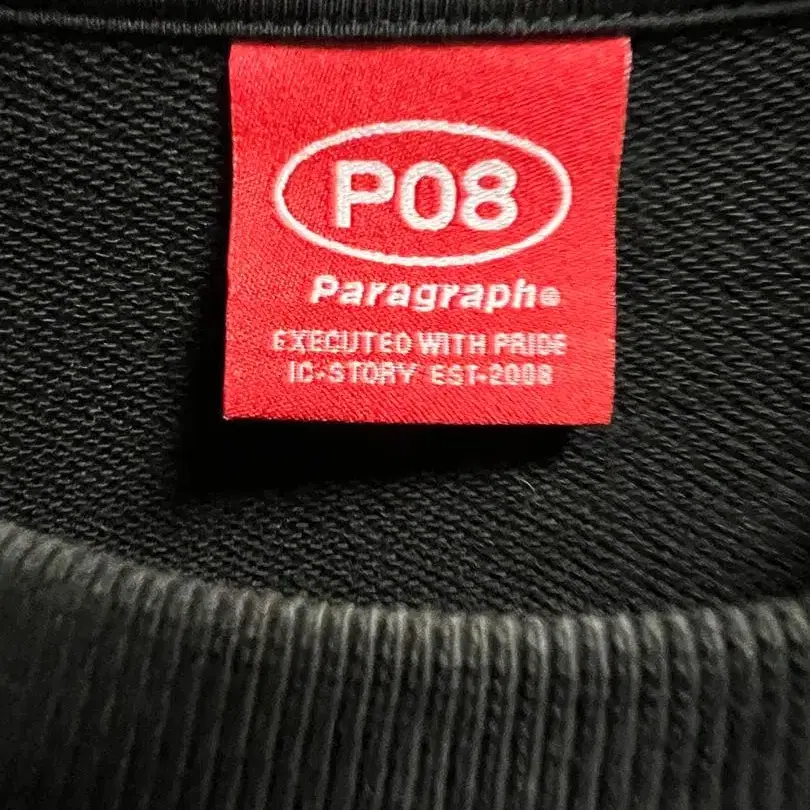 P08
Paragraph®
EXECUTED WITH PRIDE
IC-STORY EST-2008